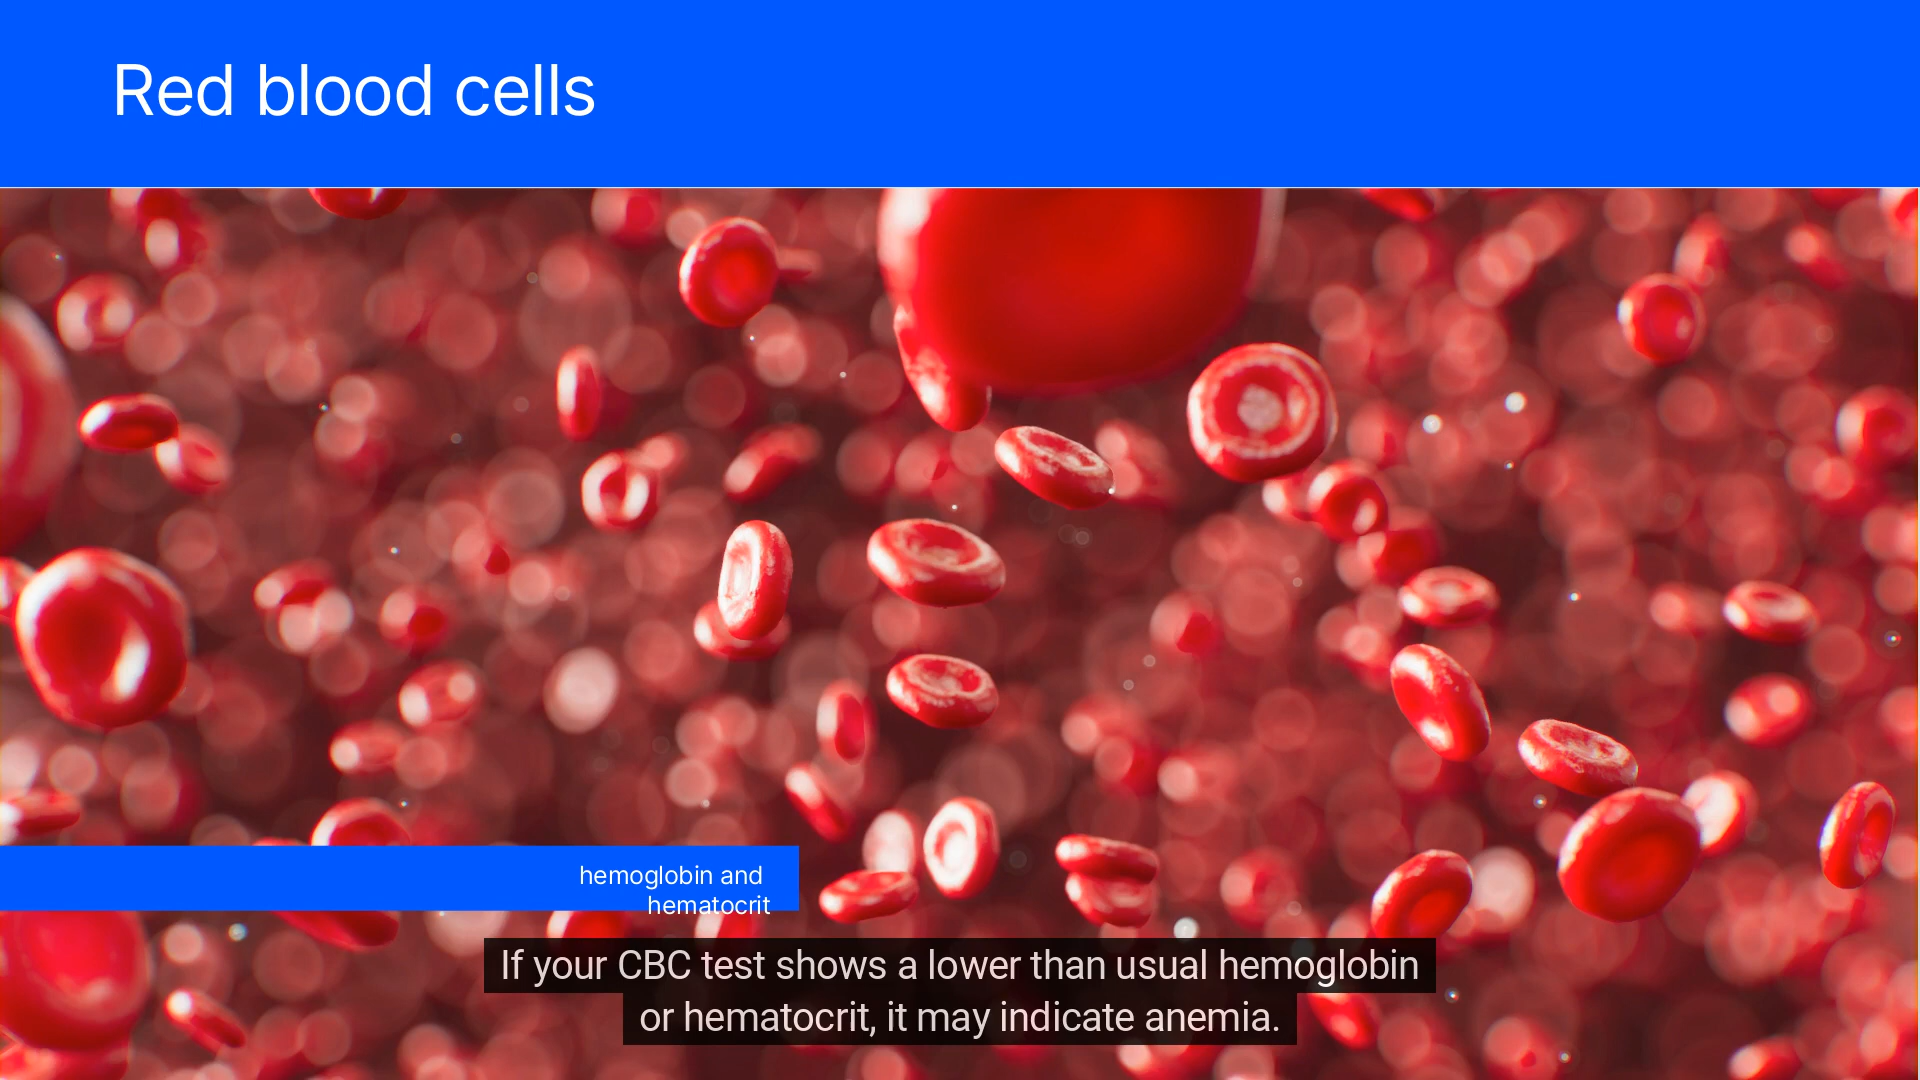 Red blood cells
hemoglobin and
hematocrit
If your CBC test shows a lower than usual hemoglobin
or hematocrit, it may indicate anemia.